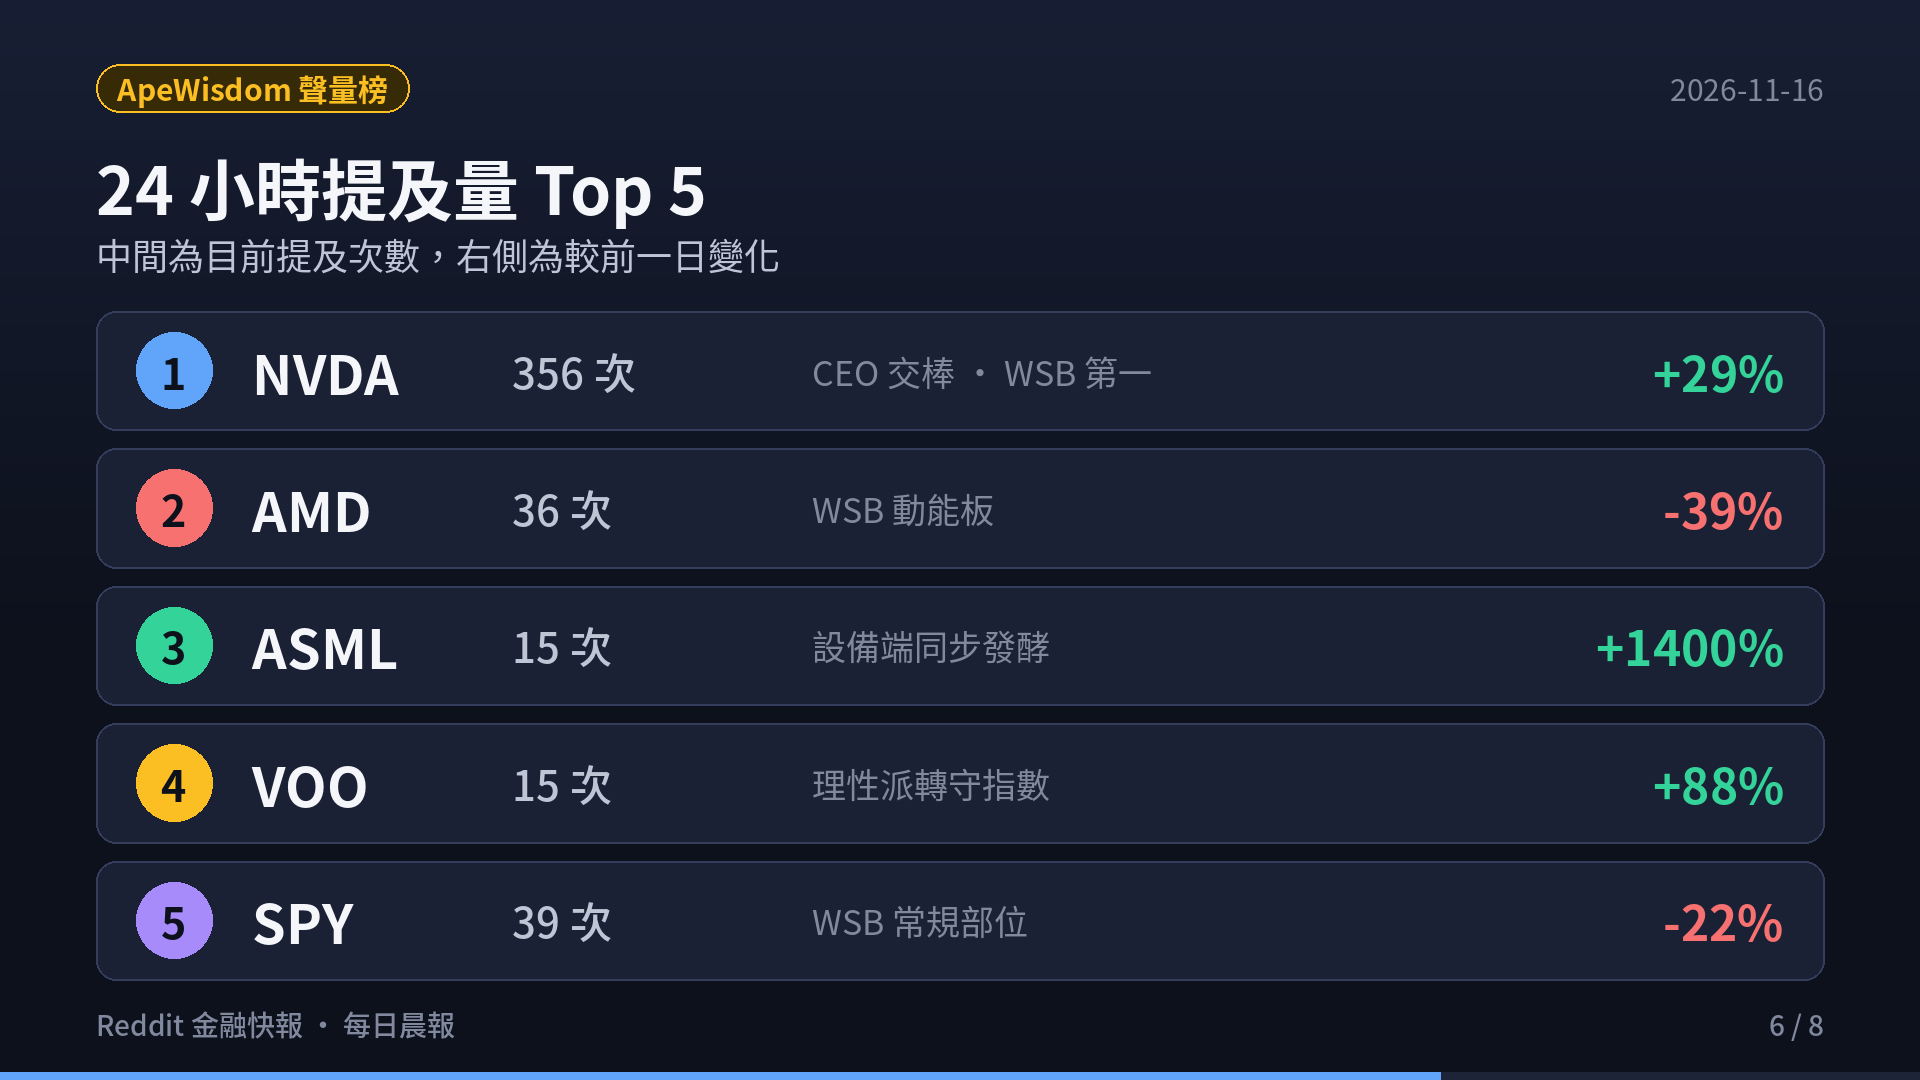 ApeWisdom 聲量榜
2026-11-16
24 小時提及量 Top 5
中間為目前提及次數，右側為較前一日變化
1 NVDA 356 次 CEO 交棒 · WSB 第一 +29%
2 AMD 36 次 WSB 動能板 -39%
3 ASML 15 次 設備端同步發酵 +1400%
4 VOO 15 次 理性派轉守指數 +88%
5 SPY 39 次 WSB 常規部位 -22%
Reddit 金融快報 · 每日晨報
6 / 8